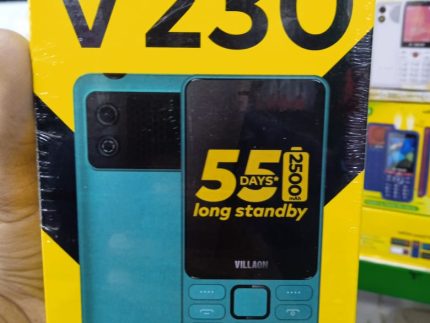 V230
55
DAYS*
2500
mAh
long standby
VILLAON